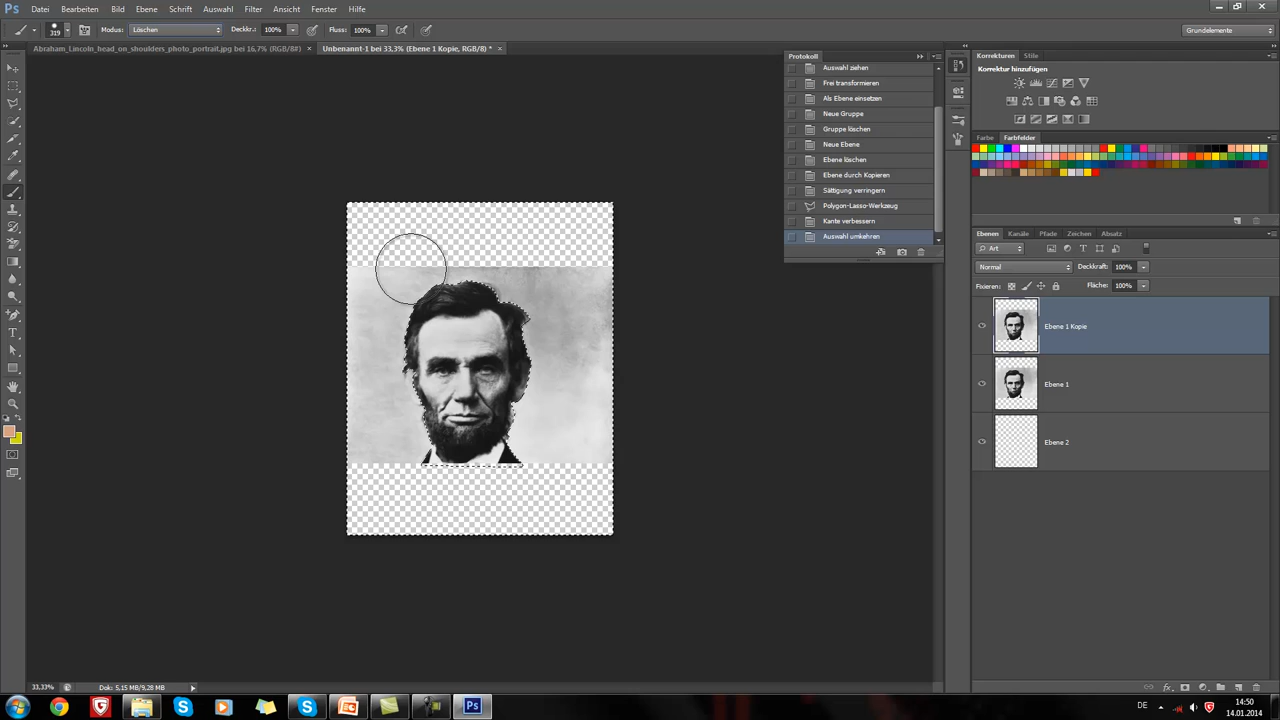 Ps Datei Bearbeiten Bild Ebene Schrift Auswahl Filter Ansicht Fenster Hilfe
319 Modus: Löschen Deckkr.: 100% Fluss: 100% Grundelemente
Abraham_Lincoln_head_on_shoulders_photo_portrait.jpg bei 16,7% (RGB/8#) × Unbenannt-1 bei 33,3% (Ebene 1 Kopie, RGB/8) * ×
Protokoll
Auswahl ziehen
Frei transformieren
Als Ebene einsetzen
Neue Gruppe
Gruppe löschen
Neue Ebene
Ebene löschen
Ebene durch Kopieren
Sättigung verringern
Polygon-Lasso-Werkzeug
Kante verbessern
Auswahl umkehren
Korrekturen Stile
Korrektur hinzufügen
Farbe Farbfelder
Ebenen Kanäle Pfade Zeichen Absatz
Art
Normal Deckkraft: 100%
Fixieren: Fläche: 100%
Ebene 1 Kopie
Ebene 1
Ebene 2
33,33% Dok: 5,15 MB/9,28 MB
DE 14:50
14.01.2014